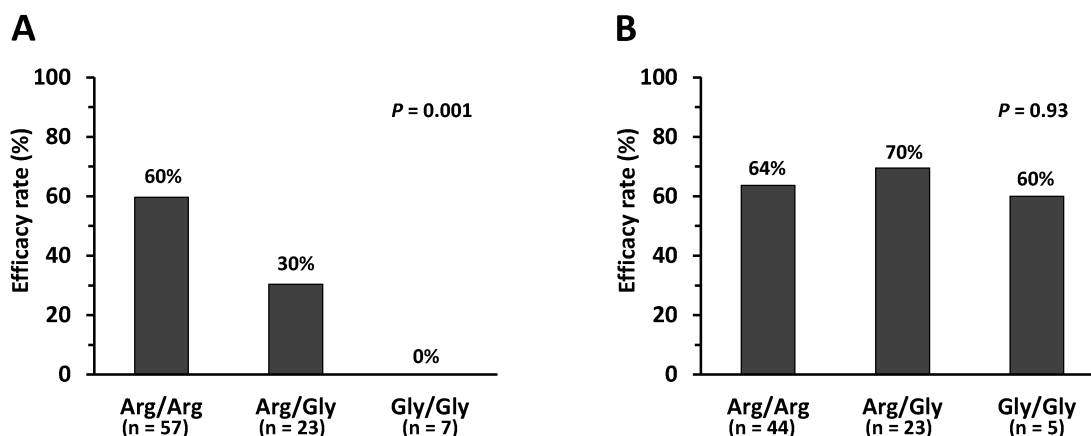 A
Efficacy rate (%)
100
80
60
40
20
0
P = 0.001
60%
30%
0%
Arg/Arg
(n = 57)
Arg/Gly
(n = 23)
Gly/Gly
(n = 7)
B
Efficacy rate (%)
100
80
60
40
20
0
P = 0.93
64%
70%
60%
Arg/Arg
(n = 44)
Arg/Gly
(n = 23)
Gly/Gly
(n = 5)